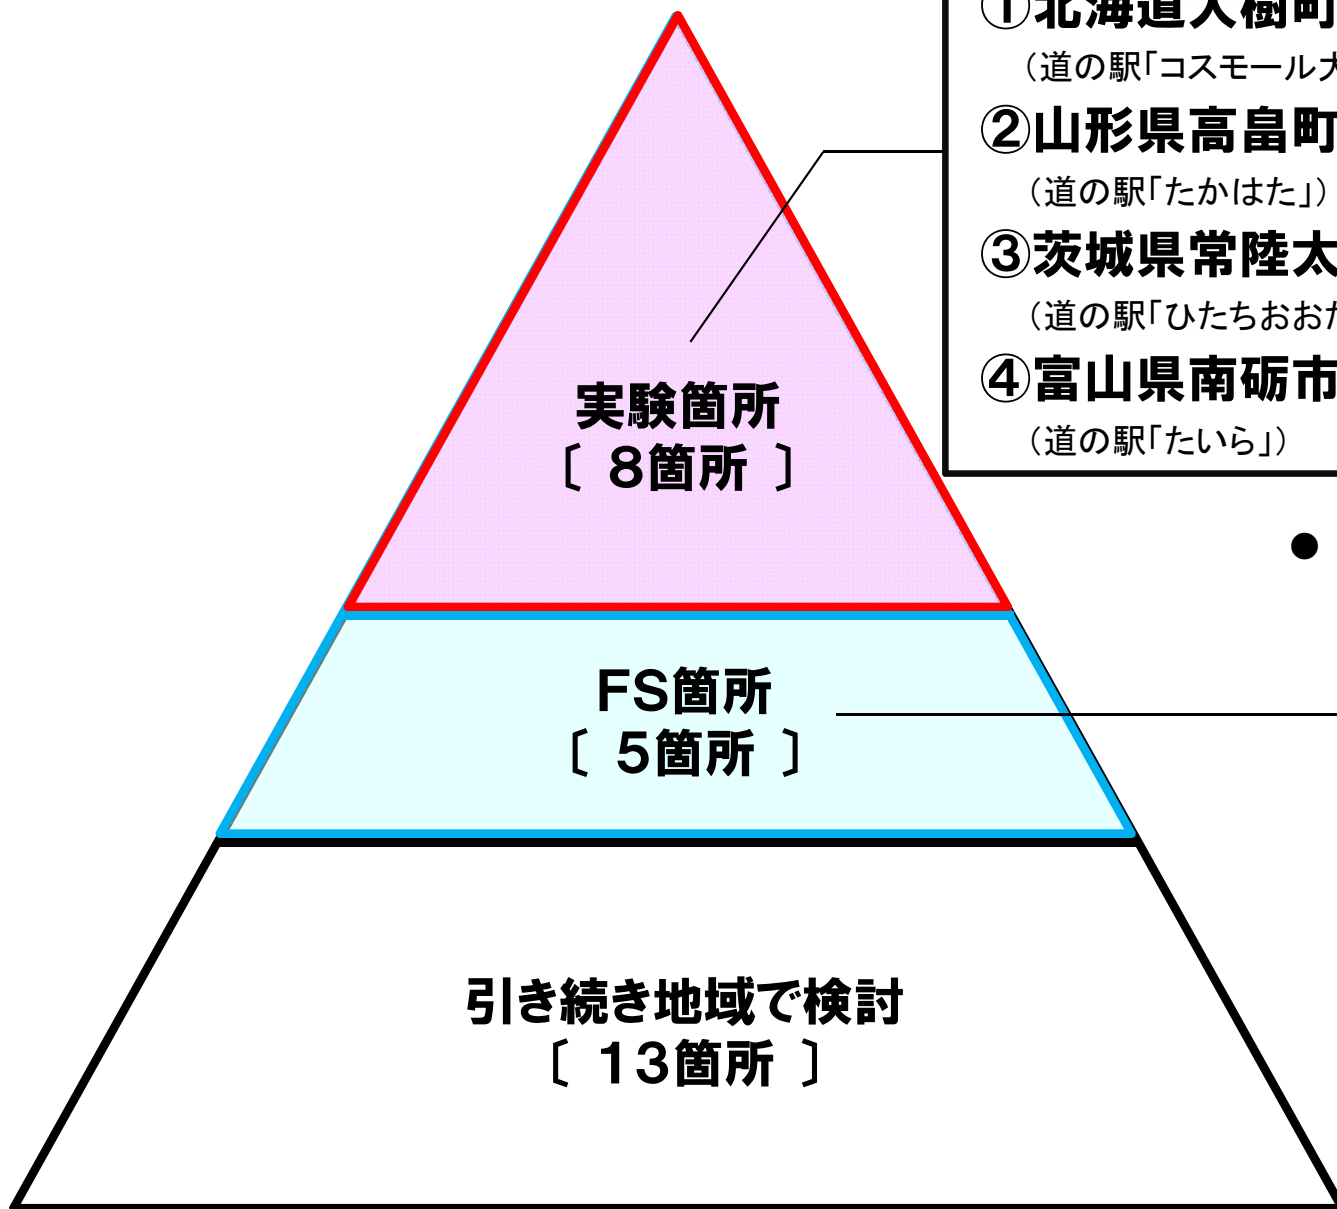 ①北海道大樹町
（道の駅「コスモール大
②山形県高畠町
（道の駅「たかはた」）
③茨城県常陸太
（道の駅「ひたちおおた
④富山県南砺市
（道の駅「たいら」）
実験箇所
〔 8箇所 〕
●
FS箇所
〔 5箇所 〕
引き続き地域で検討
〔 13箇所 〕